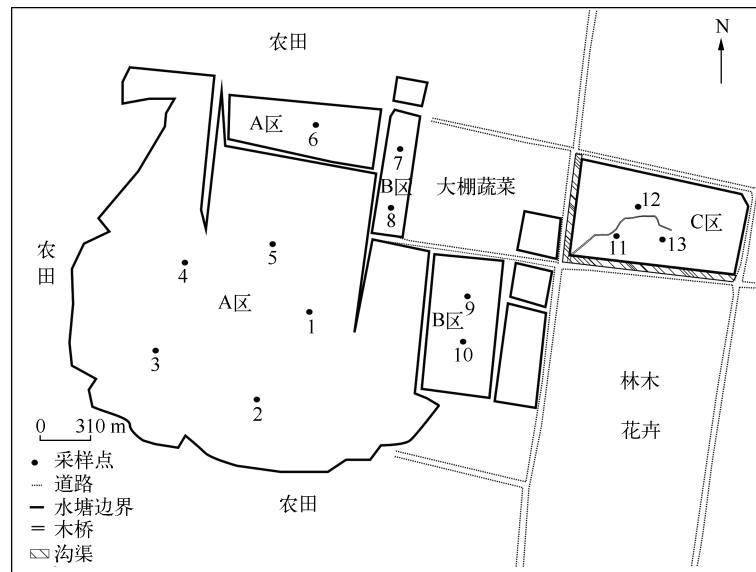 农田
N
A区
6
7
B区
8
大棚蔬菜
12
C区
11
13
农田
5
4
A区
1
9
B区
10
3
2
林木
花卉
0 310 m
采样点
道路
水塘边界
木桥
沟渠
农田